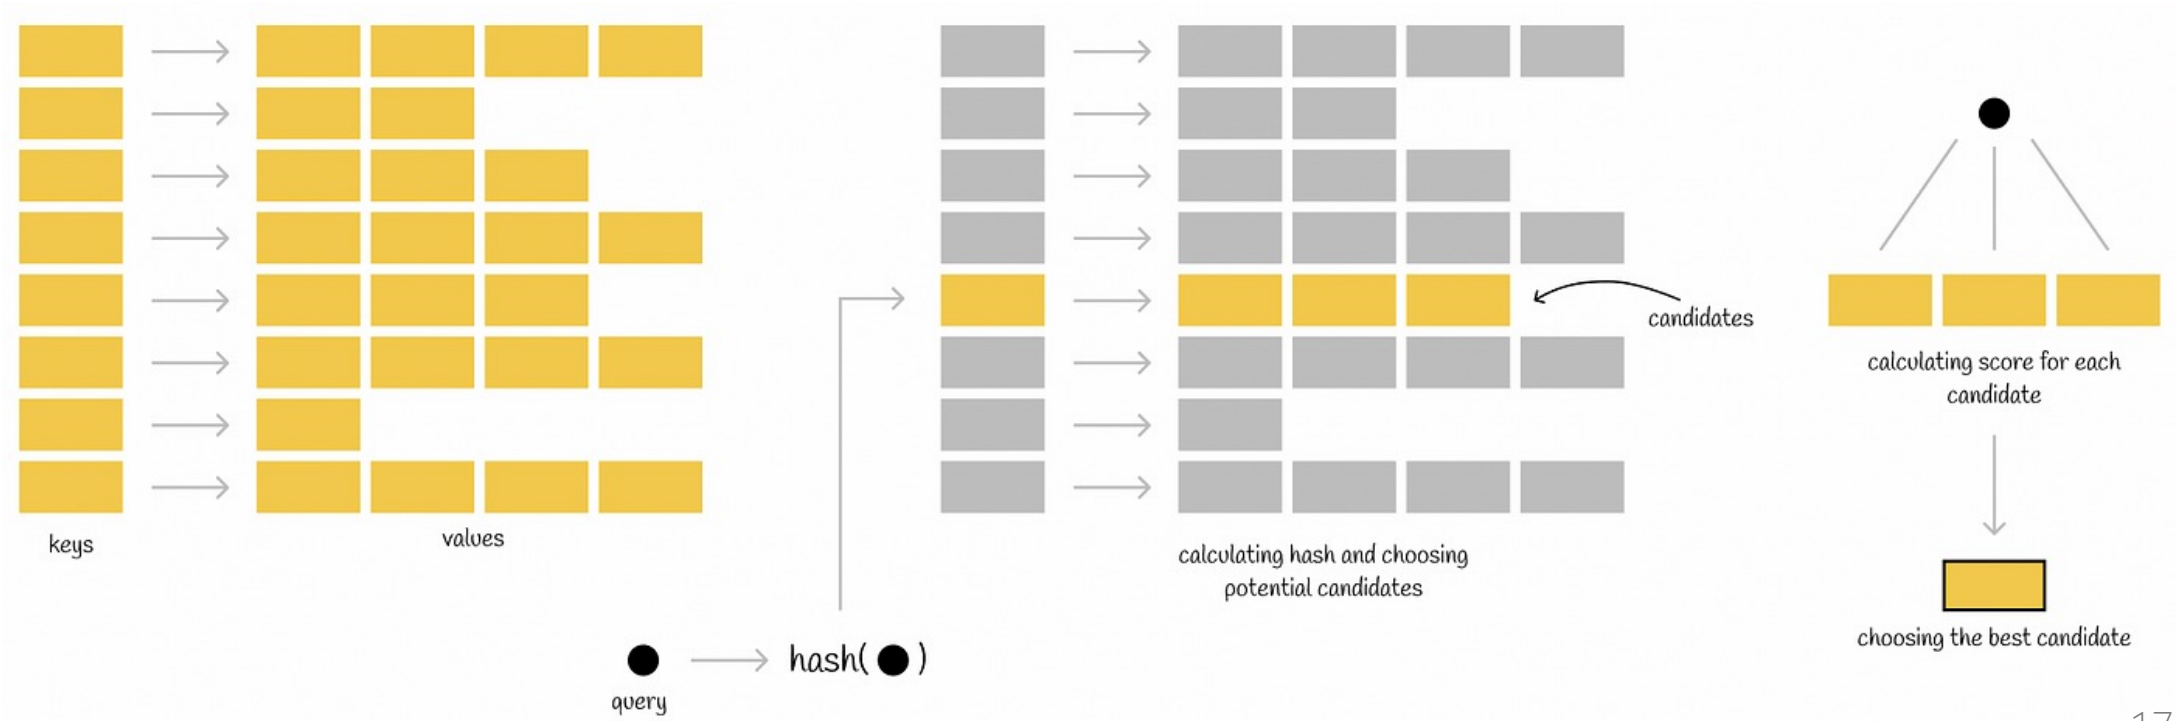 keys
values
query
hash( )
calculating hash and choosing
potential candidates
candidates
calculating score for each
candidate
choosing the best candidate